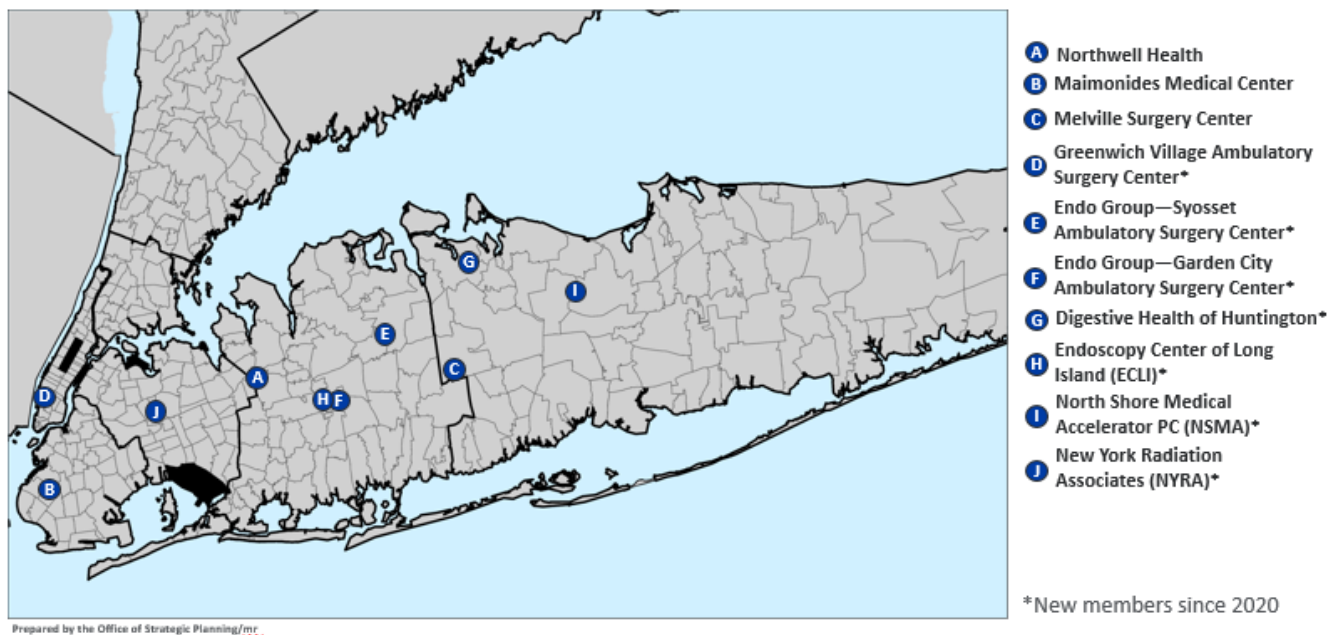 A Northwell Health
B Maimonides Medical Center
C Melville Surgery Center
D Greenwich Village Ambulatory
Surgery Center*
E Endo Group—Syosset
Ambulatory Surgery Center*
F Endo Group—Garden City
Ambulatory Surgery Center*
G Digestive Health of Huntington*
H Endoscopy Center of Long
Island (ECLI)*
I North Shore Medical
Accelerator PC (NSMA)*
J New York Radiation
Associates (NYRA)*
G
I
E
C
A
D
H F
J
B
*New members since 2020
Prepared by the Office of Strategic Planning/mr